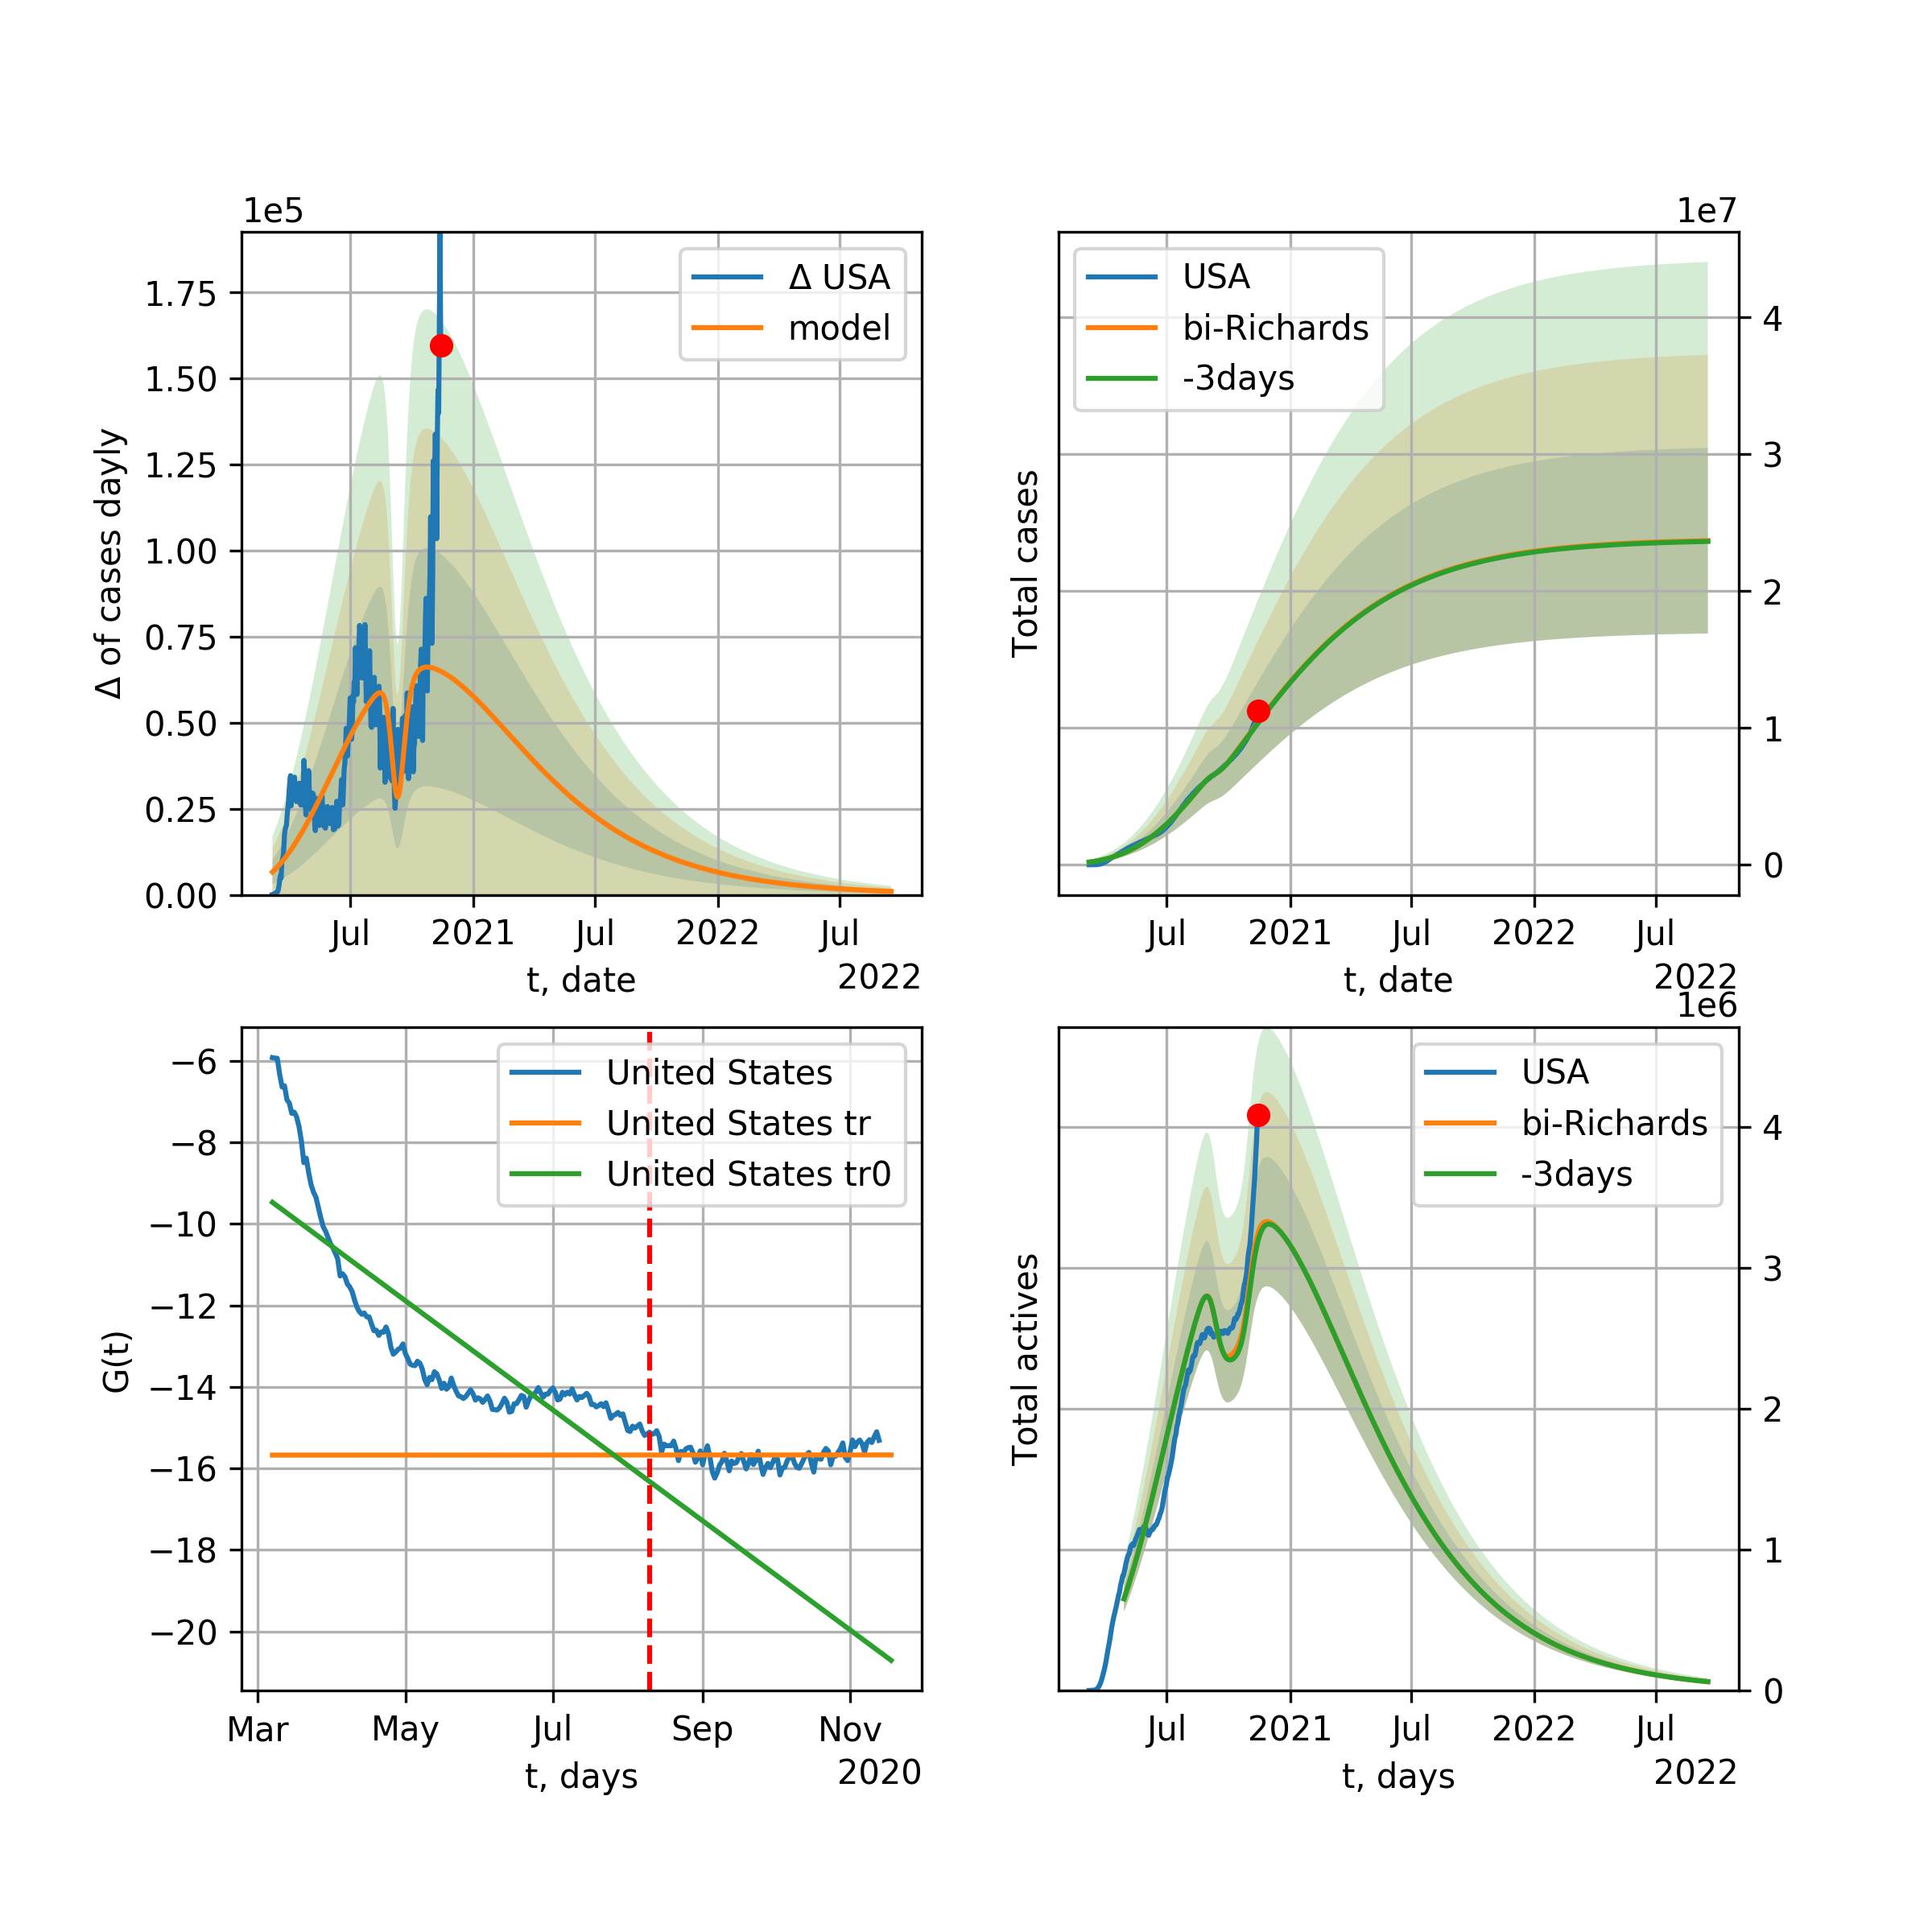 1e5
Δ of cases dayly
1.75
1.50
1.25
1.00
0.75
0.50
0.25
0.00
Δ USA
model
Jul
2021
Jul
2022
Jul
t, date
2022
1e7
Total cases
USA
bi-Richards
-3days
4
3
2
1
0
Jul
2021
Jul
2022
Jul
t, date
2022
G(t)
−6
−8
−10
−12
−14
−16
−18
−20
United States
United States tr
United States tr0
Mar
May
Jul
Sep
Nov
t, days
2020
1e6
Total actives
USA
bi-Richards
-3days
4
3
2
1
0
Jul
2021
Jul
2022
Jul
t, days
2022